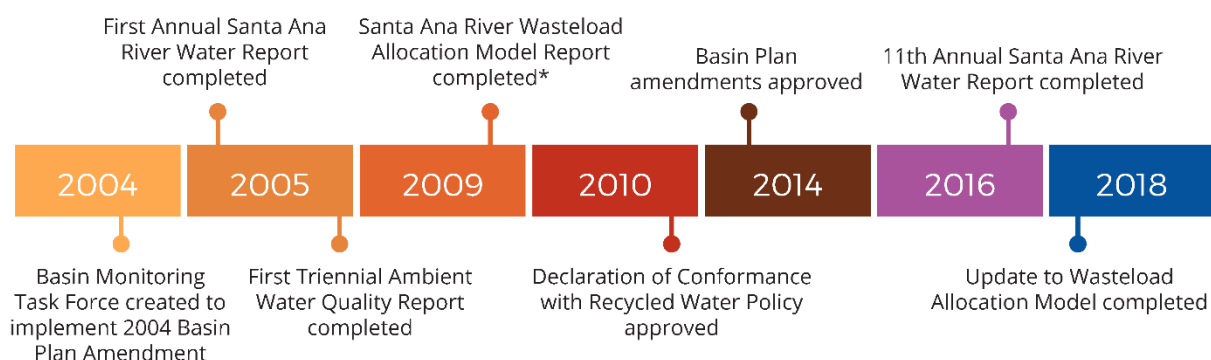 First Annual Santa Ana
River Water Report
completed
Santa Ana River Wasteload
Allocation Model Report
completed*
Basin Plan
amendments approved
11th Annual Santa Ana River
Water Report completed
2004
2005
2009
2010
2014
2016
2018
Basin Monitoring
Task Force created to
implement 2004 Basin
Plan Amendment
First Triennial Ambient
Water Quality Report
completed
Declaration of Conformance
with Recycled Water Policy
approved
Update to Wasteload
Allocation Model completed